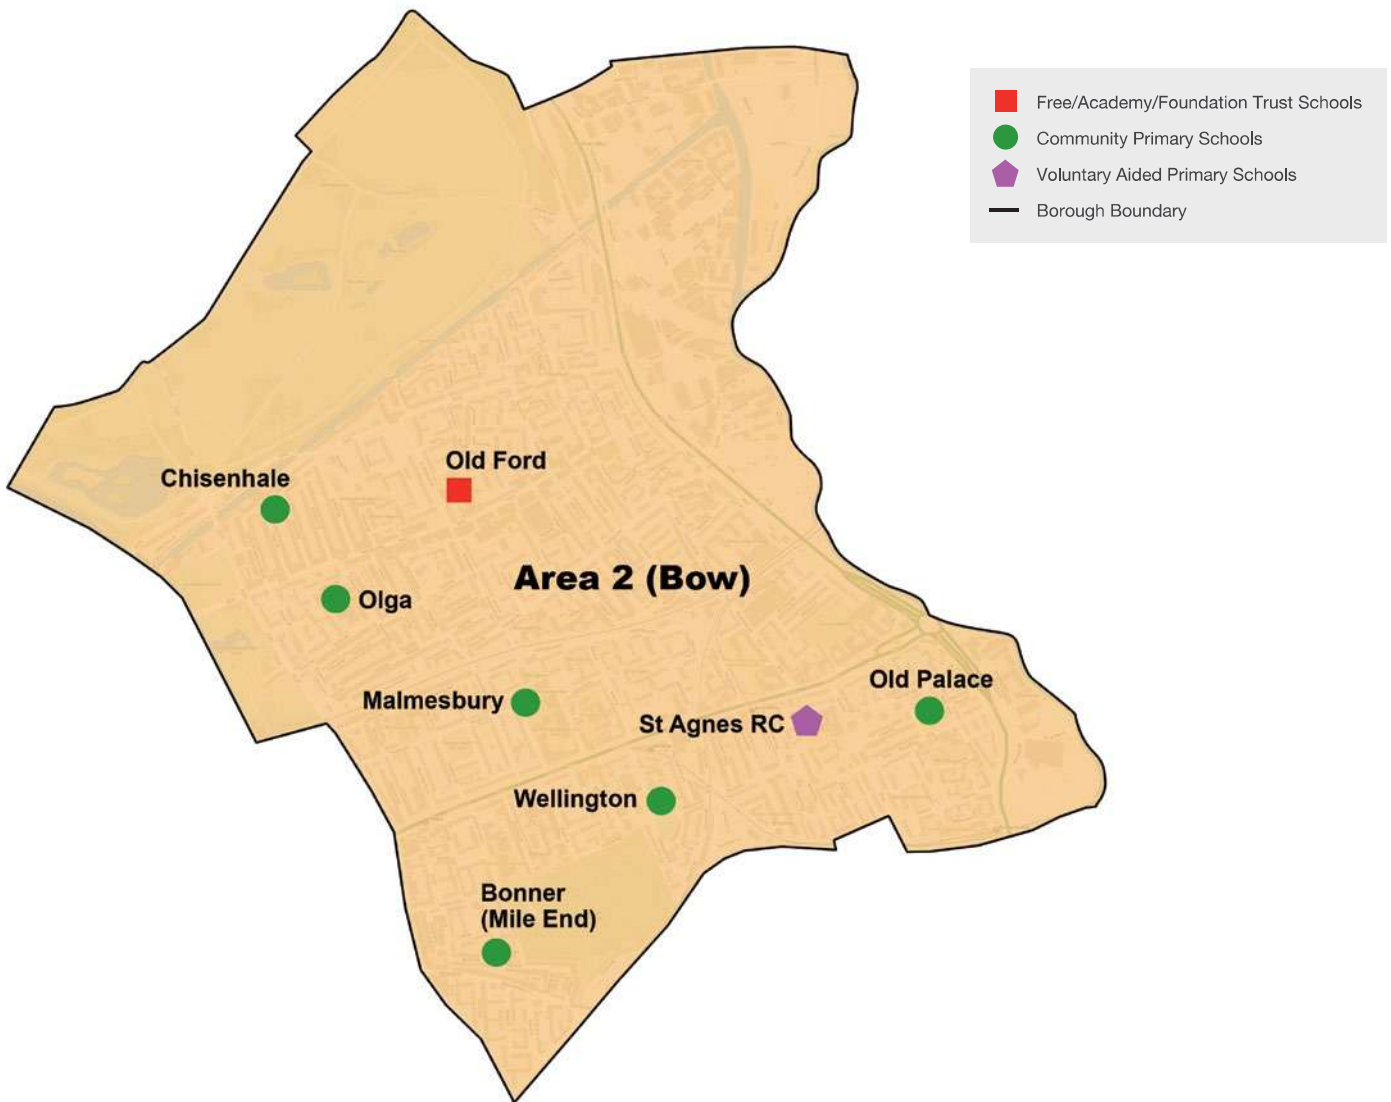 Free/Academy/Foundation Trust Schools
Community Primary Schools
Voluntary Aided Primary Schools
Borough Boundary
Old Ford
Chisenhale
Area 2 (Bow)
Olga
Old Palace
Malmesbury
St Agnes RC
Wellington
Bonner
(Mile End)